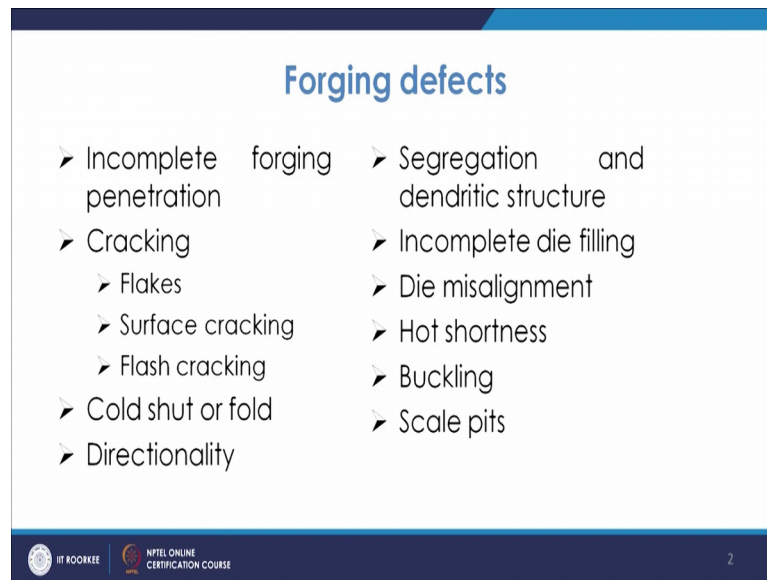 Forging defects
Incomplete forging
penetration
Cracking
Flakes
Surface cracking
Flash cracking
Cold shut or fold
Directionality
Segregation and
dendritic structure
Incomplete die filling
Die misalignment
Hot shortness
Buckling
Scale pits
IIT ROORKEE
NPTEL ONLINE
CERTIFICATION COURSE
2